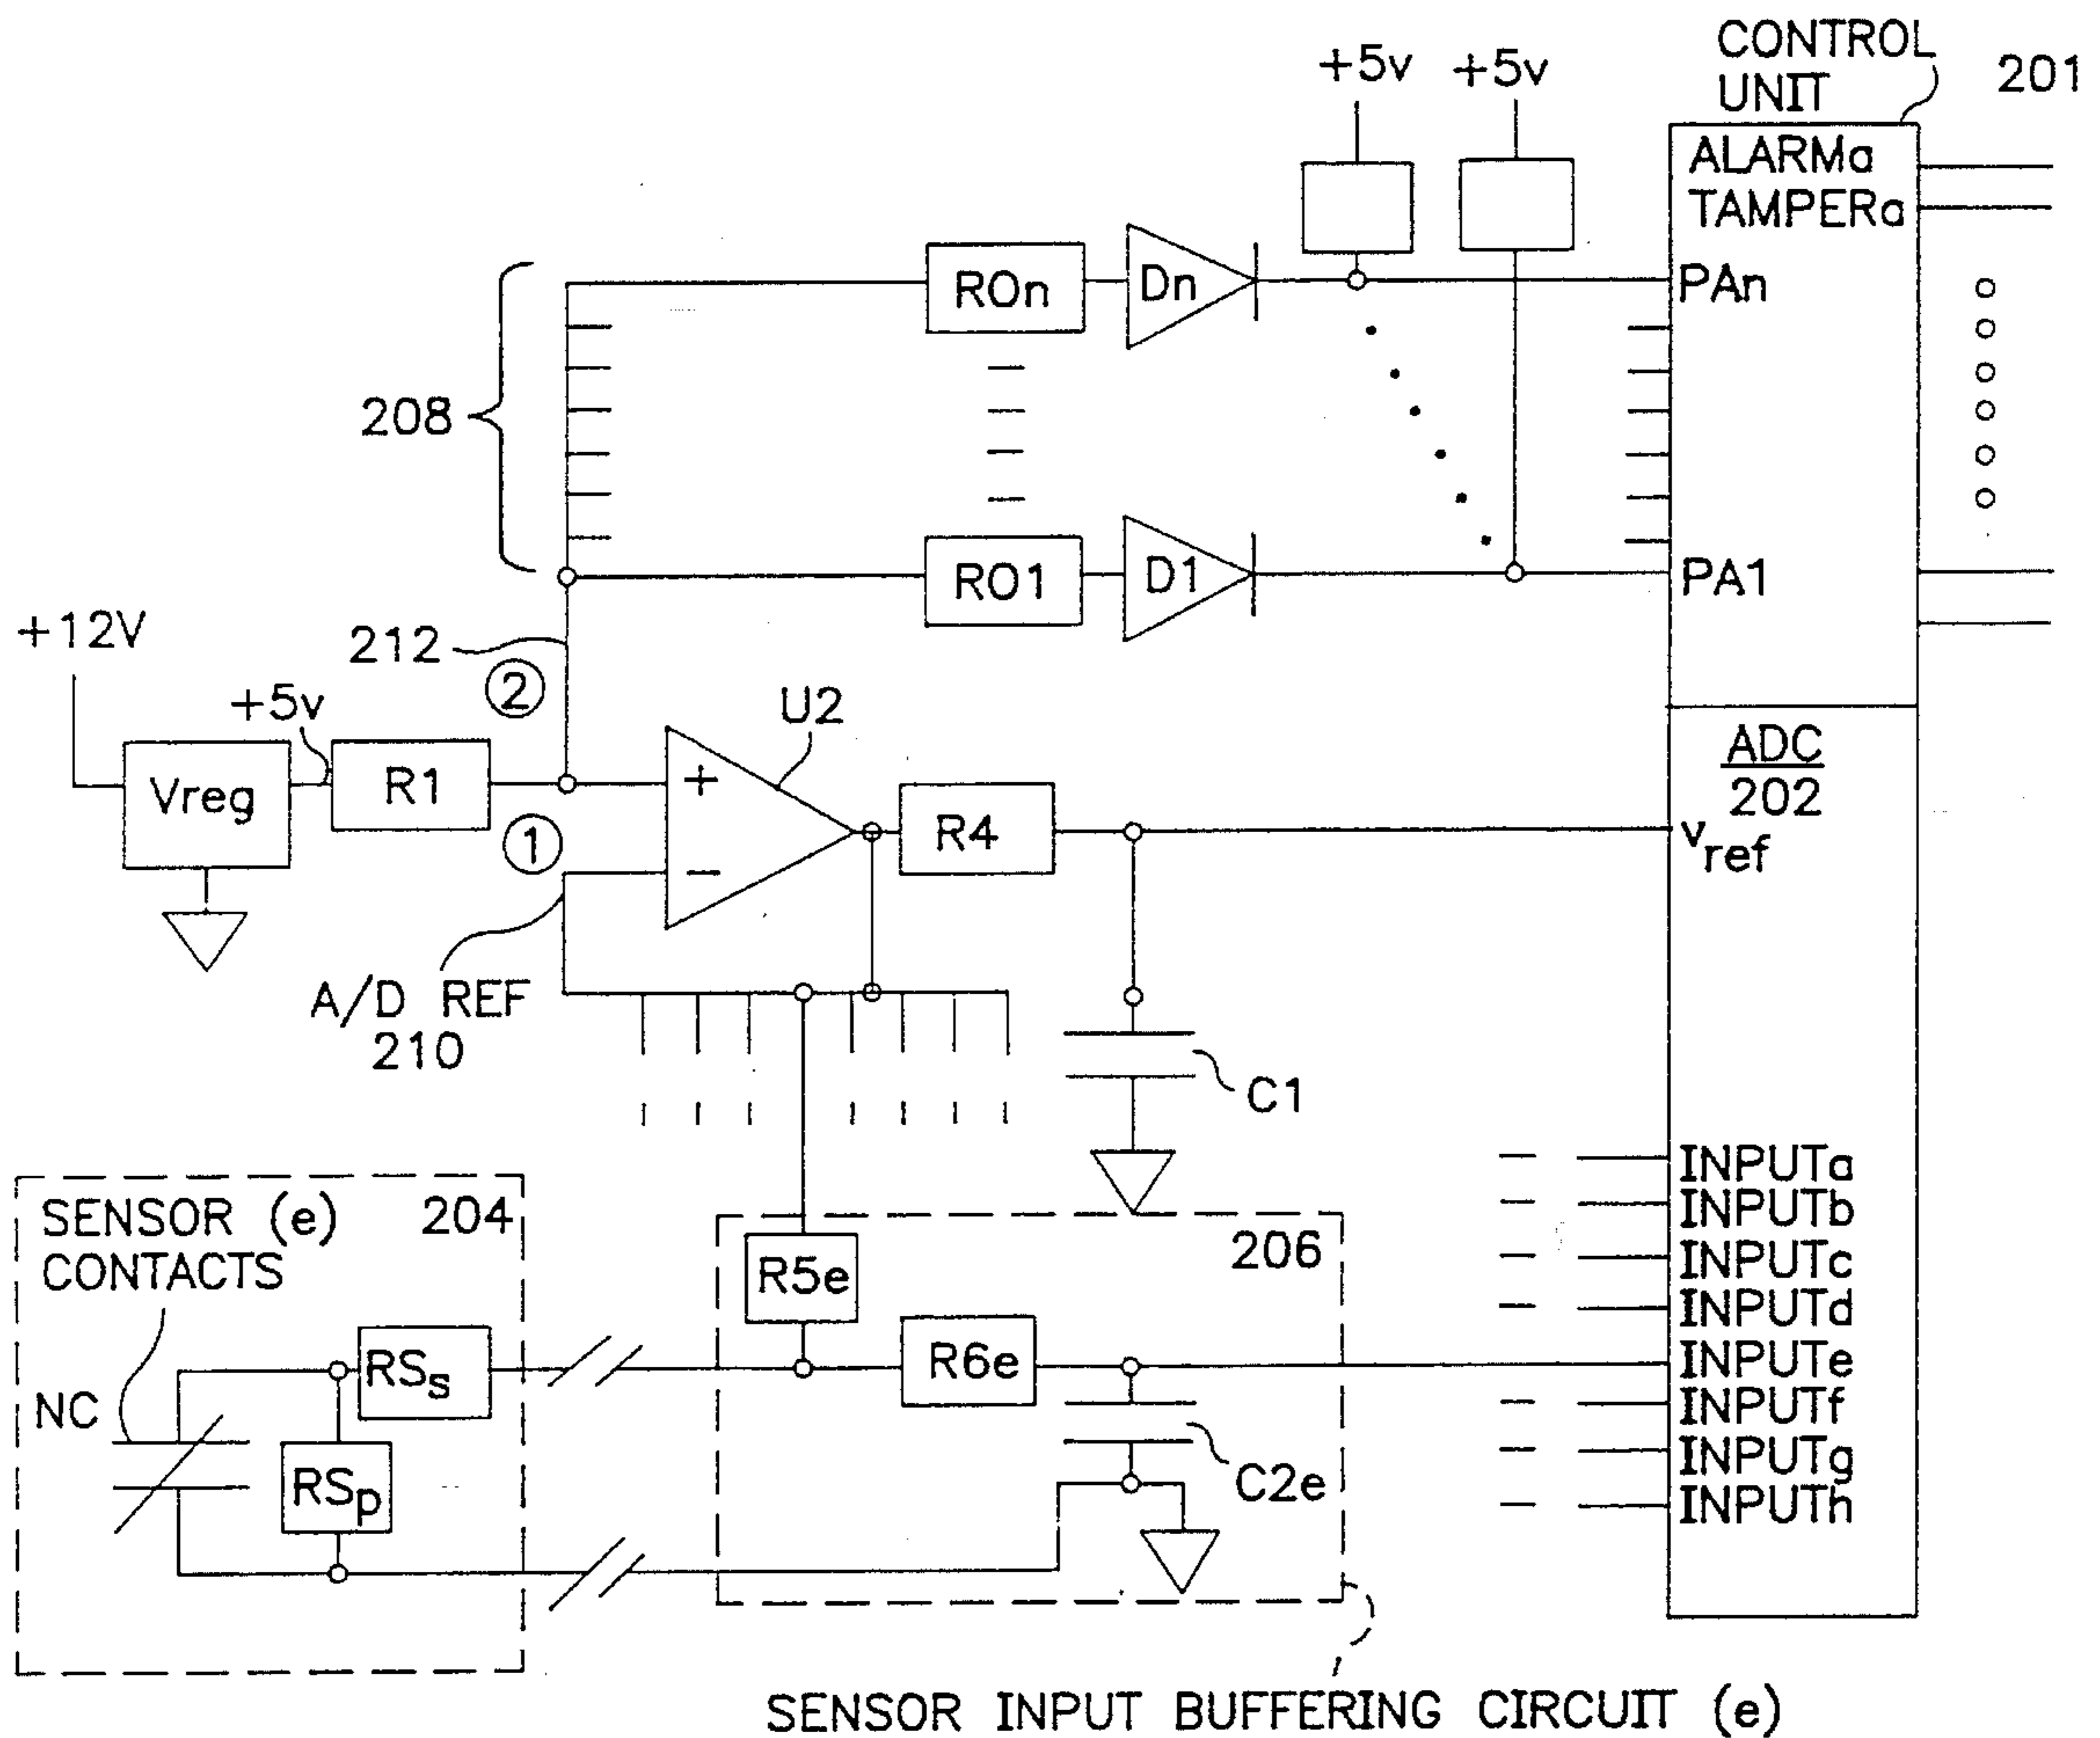 CONTROL
UNIT
201
+5v
+5v
ALARMa
TAMPERa
ROn
Dn
PAn
208
RO1
D1
PA1
+12V
212
2
+5v
U2
Vreg
R1
ADC
202
1
R4
Vref
A/D REF
210
C1
INPUTa
SENSOR (e)
CONTACTS
204
INPUTb
206
INPUTc
R5e
INPUTd
RSs
R6e
INPUTe
NC
INPUTf
INPUTg
RSp
C2e
INPUTh
SENSOR INPUT BUFFERING CIRCUIT (e)